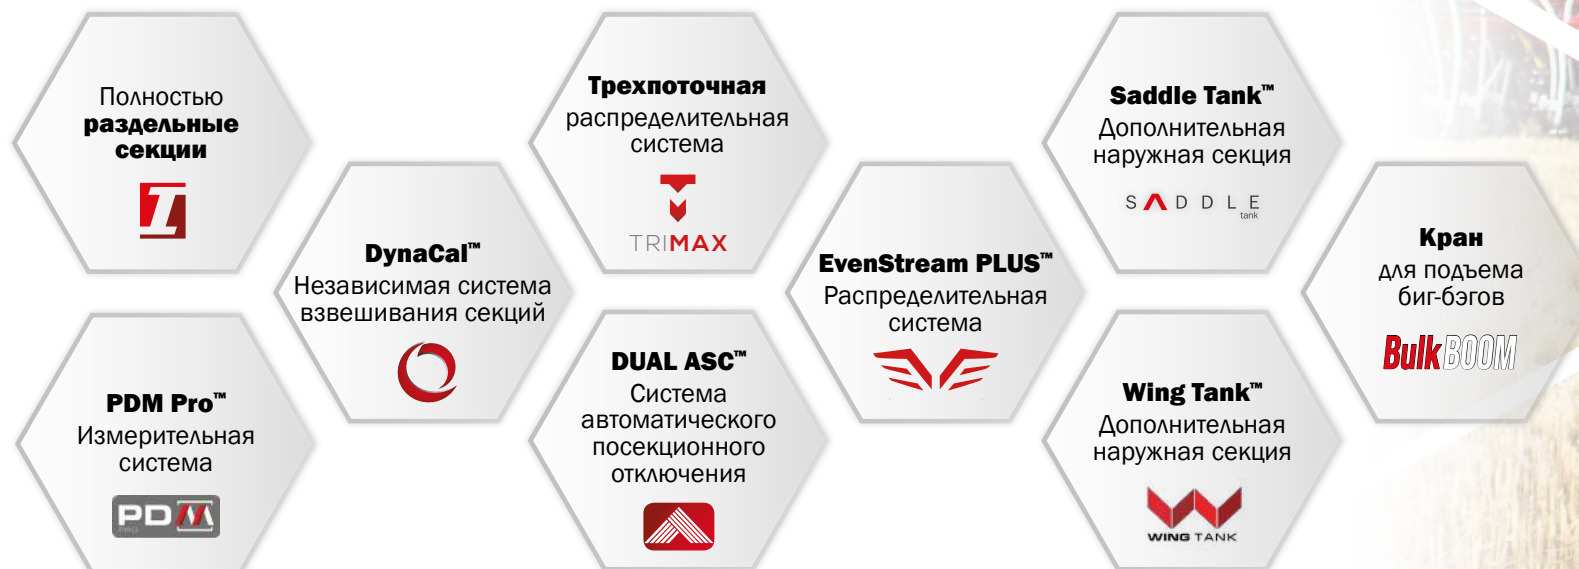 Полностью
раздельные
секции
PDM Pro™
Измерительная
система
PDM
PRO
DynaCal™
Независимая система
взвешивания секций
Трехпоточная
распределительная
система
TRIMAX
DUAL ASC™
Система
автоматического
посекционного
отключения
EvenStream PLUS™
Распределительная
система
Saddle Tank™
Дополнительная
наружная секция
SADDLE
tank
Wing Tank™
Дополнительная
наружная секция
WING TANK
Кран
для подъема
биг-бэгов
BulkBOOM